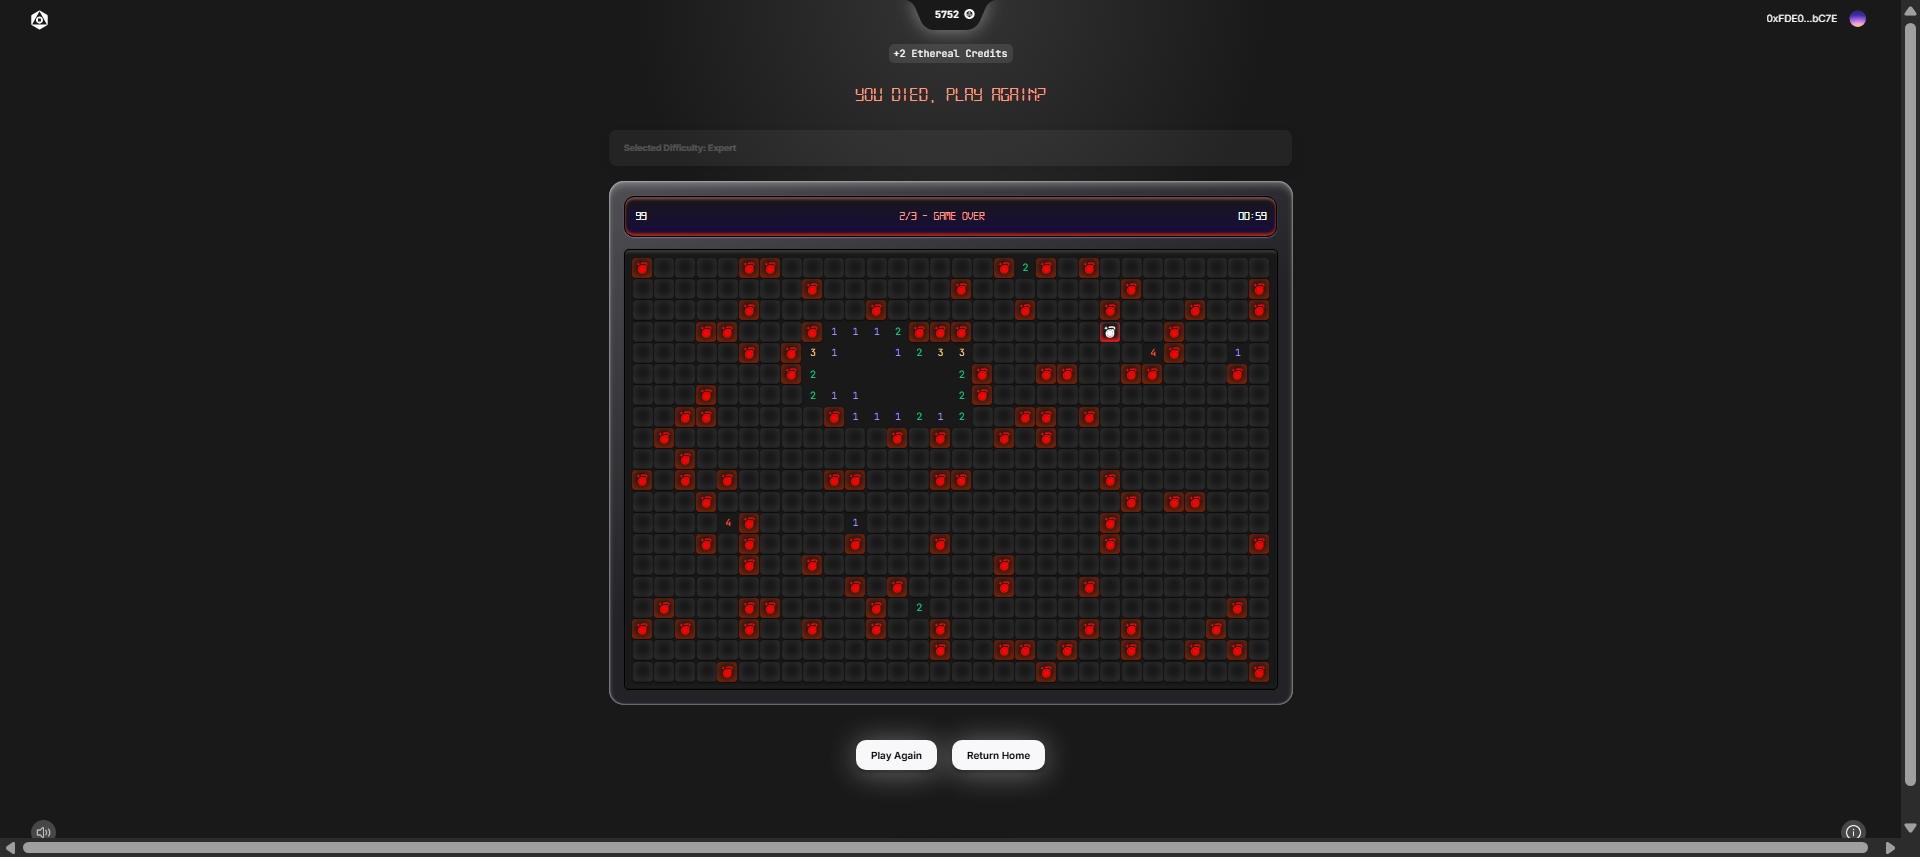 5752
0xFDE0...bC7E
+2 Ethereal Credits
YOU DIED, PLAY AGAIN?
Selected Difficulty: Expert
99 2/3 - GAME OVER 00:59
2
1 1 1 2
3 1 1 2 3 3 4 1
2 2
2 1 1 2
1 1 1 2 1 2
4 1
2
Play Again Return Home